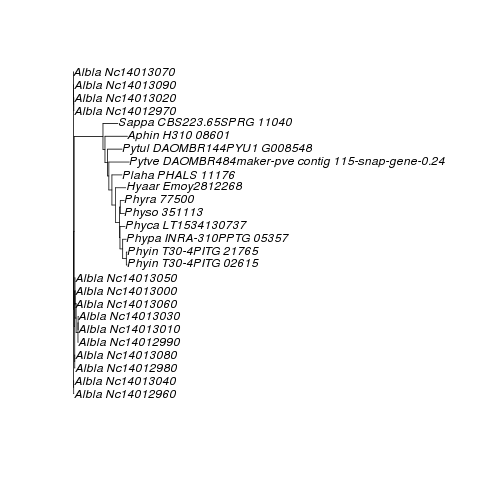 Albla Nc14013070
Albla Nc14013090
Albla Nc14013020
Albla Nc14012970
Sappa CBS223.65SPRG 11040
Aphin H310 08601
Pytul DAOMBR144PYU1 G008548
Pytve DAOMBR484maker-pve contig 115-snap-gene-0.24
Plaha PHALS 11176
Hyaar Emoy2812268
Phyra 77500
Physo 351113
Phyca LT1534130737
Phypa INRA-310PPTG 05357
Phyin T30-4PITG 21765
Phyin T30-4PITG 02615
Albla Nc14013050
Albla Nc14013000
Albla Nc14013060
Albla Nc14013030
Albla Nc14013010
Albla Nc14012990
Albla Nc14013080
Albla Nc14012980
Albla Nc14013040
Albla Nc14012960